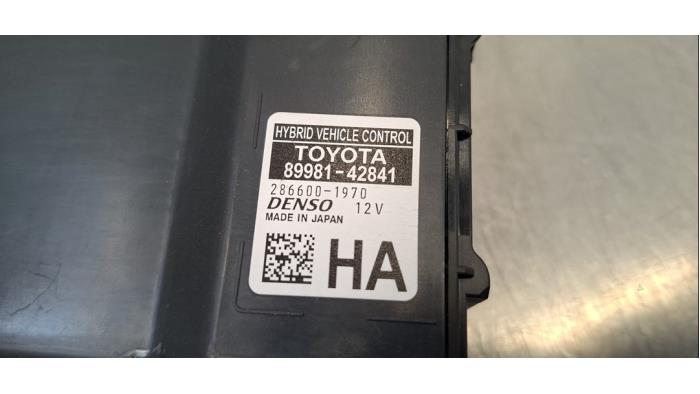 HYBRID VEHICLE CONTROL
TOYOTA
89981-42841
286600-1970
DENSO 12V
MADE IN JAPAN
HA